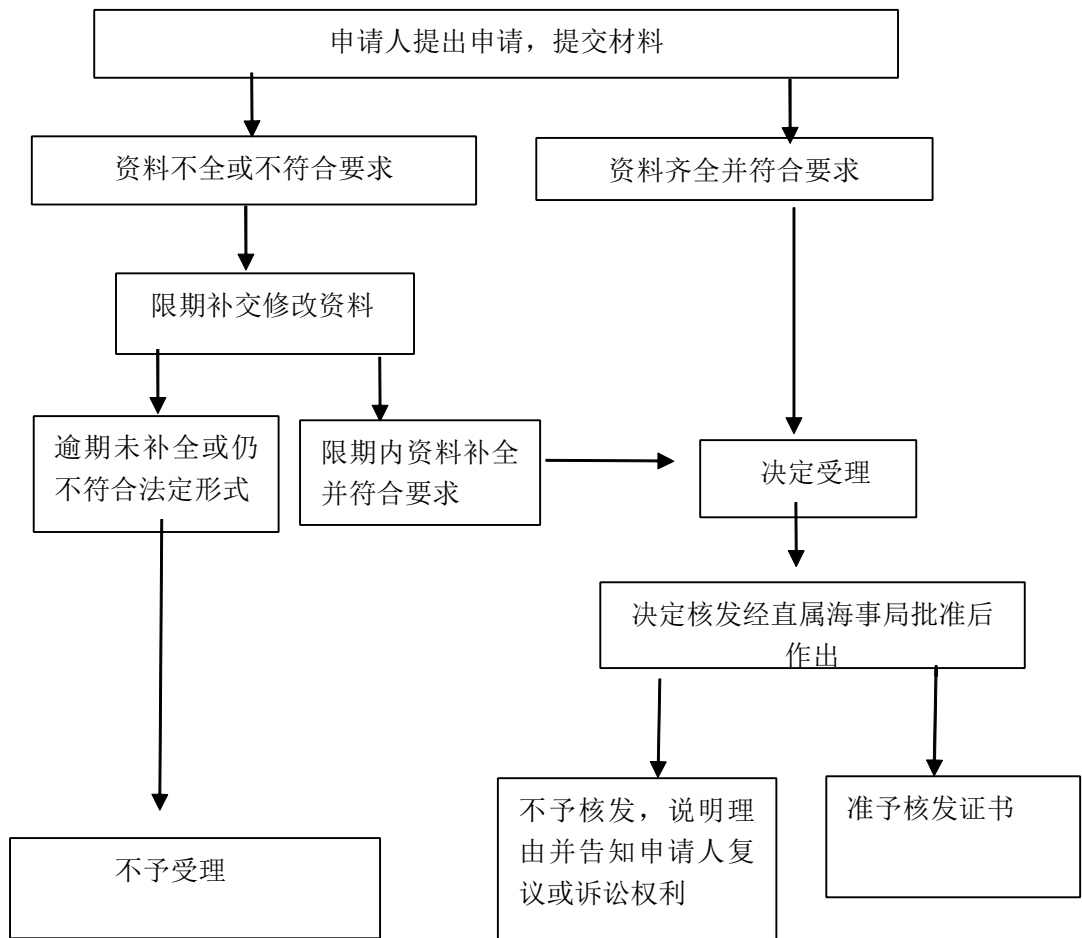 申请人提出申请，提交材料
资料不全或不符合要求
资料齐全并符合要求
限期补交修改资料
逾期未补全或仍
不符合法定形式
限期内资料补全
并符合要求
决定受理
决定核发经直属海事局批准后
作出
不予核发，说明理
由并告知申请人复
议或诉讼权利
准予核发证书
不予受理